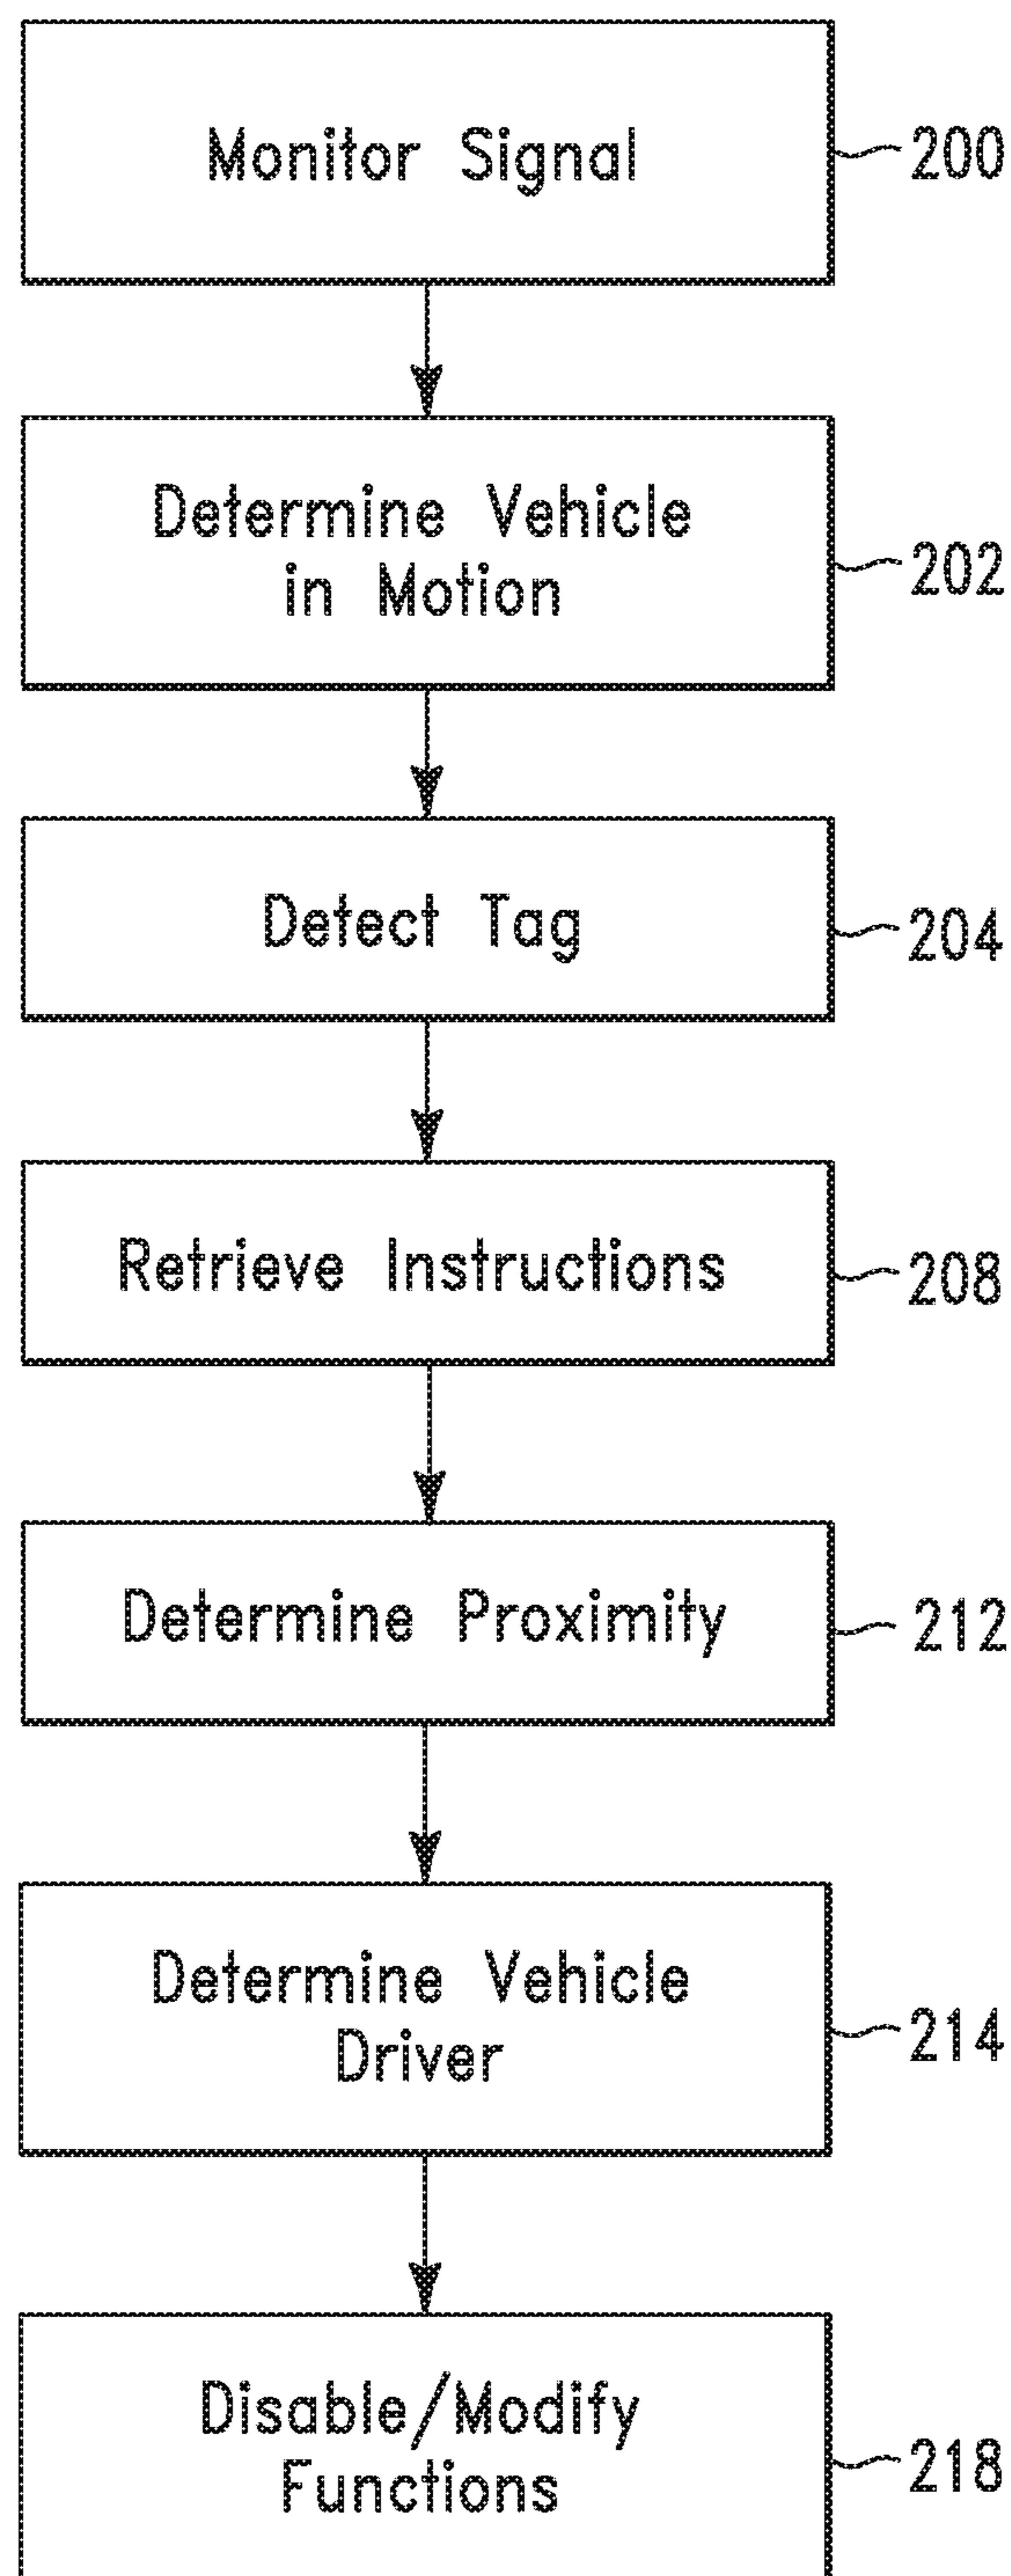 Monitor Signal
200
Determine Vehicle
in Motion
202
Detect Tag
204
Retrieve Instructions
208
Determine Proximity
212
Determine Vehicle
Driver
214
Disable/Modify
Functions
218